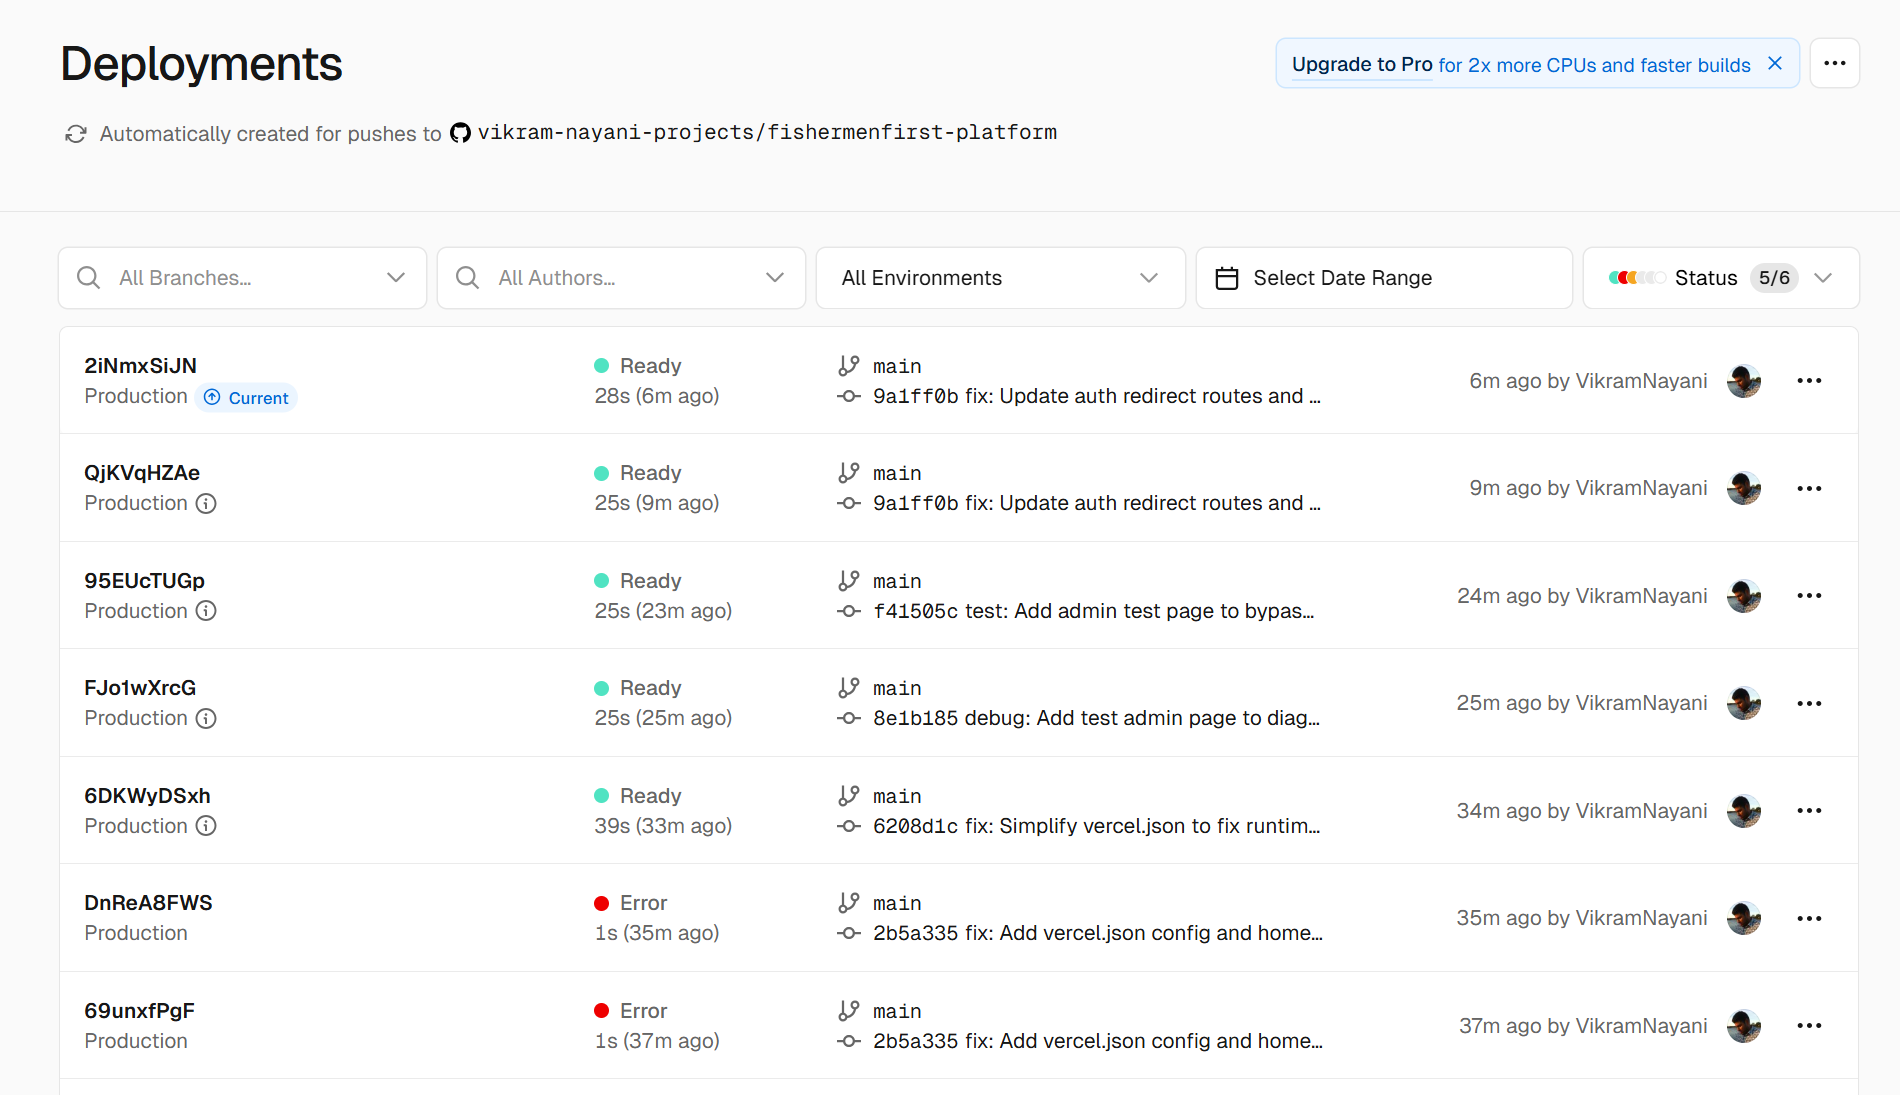 Deployments
Upgrade to Pro for 2x more CPUs and faster builds
Automatically created for pushes to vikram-nayani-projects/fishermenfirst-platform
All Branches...
All Authors...
All Environments
Select Date Range
Status 5/6
2iNmxSiJN
Production Current
Ready
28s (6m ago)
main
9a1ff0b fix: Update auth redirect routes and ...
6m ago by VikramNayani
QjKVqHZAe
Production
Ready
25s (9m ago)
main
9a1ff0b fix: Update auth redirect routes and ...
9m ago by VikramNayani
95EUcTUGp
Production
Ready
25s (23m ago)
main
f41505c test: Add admin test page to bypas...
24m ago by VikramNayani
FJo1wXrcG
Production
Ready
25s (25m ago)
main
8e1b185 debug: Add test admin page to diag...
25m ago by VikramNayani
6DKWyDSxh
Production
Ready
39s (33m ago)
main
6208d1c fix: Simplify vercel.json to fix runtim...
34m ago by VikramNayani
DnReA8FWS
Production
Error
1s (35m ago)
main
2b5a335 fix: Add vercel.json config and home...
35m ago by VikramNayani
69unxfPgF
Production
Error
1s (37m ago)
main
2b5a335 fix: Add vercel.json config and home...
37m ago by VikramNayani